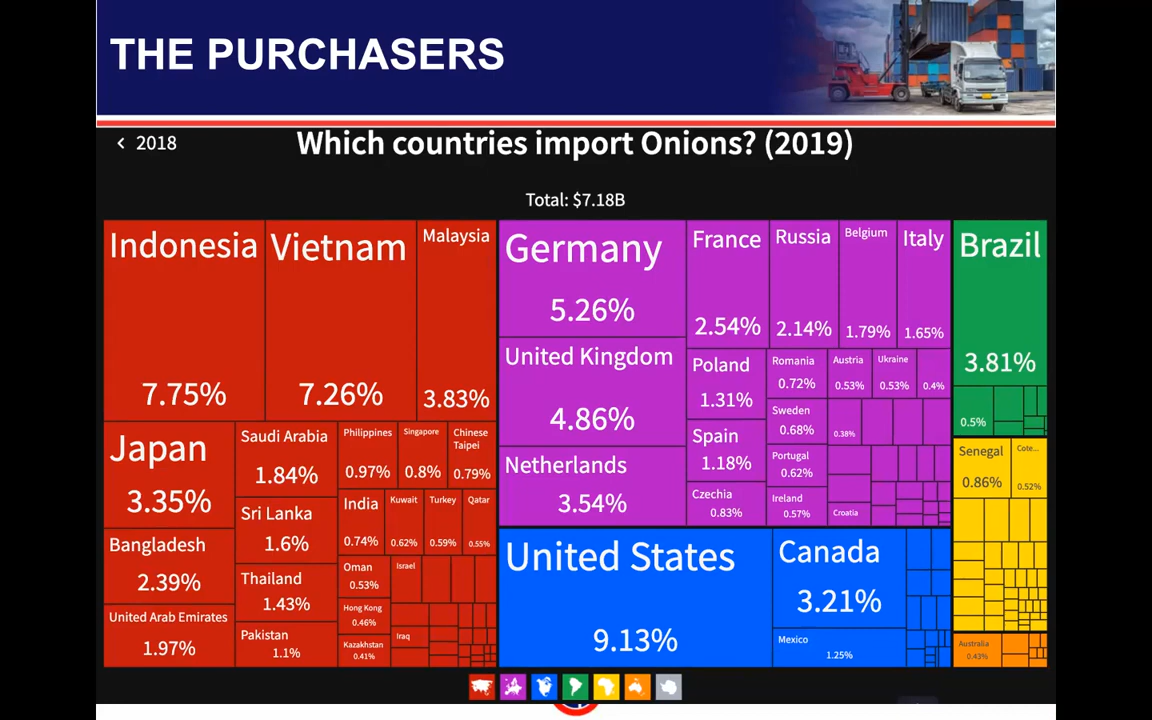 THE PURCHASERS
< 2018
Which countries import Onions? (2019)
Total: $7.18B
Indonesia
7.75%
Vietnam
7.26%
Malaysia
3.83%
Japan
3.35%
Bangladesh
2.39%
United Arab Emirates
1.97%
Saudi Arabia
1.84%
Sri Lanka
1.6%
Thailand
1.43%
Pakistan
1.1%
Philippines
0.97%
Singapore
0.8%
Chinese
Taipei
0.79%
India
0.74%
Kuwait
0.62%
Turkey
0.59%
Qatar
0.55%
Oman
0.53%
Hong Kong
0.46%
Kazakhstan
0.41%
Israel
Iraq
Germany
5.26%
United Kingdom
4.86%
Netherlands
3.54%
France
2.54%
Russia
2.14%
Belgium
1.79%
Italy
1.65%
Poland
1.31%
Spain
1.18%
Czechia
0.83%
Romania
0.72%
Sweden
0.68%
Portugal
0.62%
Ireland
0.57%
Austria
0.53%
Ukraine
0.53%
0.4%
0.38%
Croatia
United States
9.13%
Canada
3.21%
Mexico
1.25%
Brazil
3.81%
0.5%
Senegal
0.86%
Cote...
0.52%
Australia
0.43%